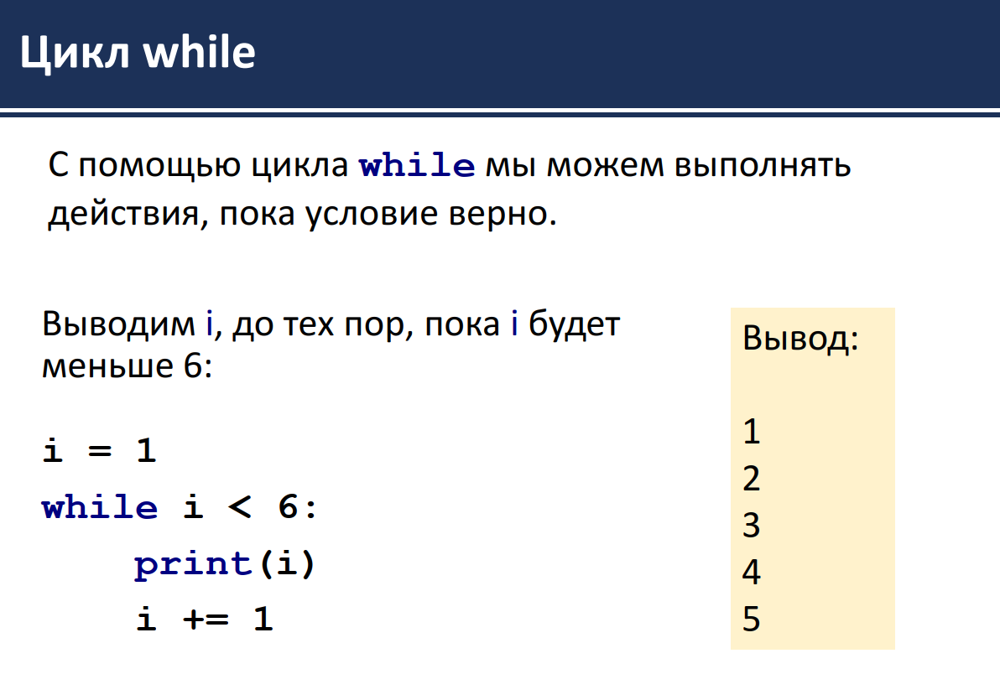 Цикл while
С помощью цикла while мы можем выполнять
действия, пока условие верно.
Выводим i, до тех пор, пока i будет
меньше 6:
i = 1
while i < 6:
    print(i)
    i += 1
Вывод:
1
2
3
4
5